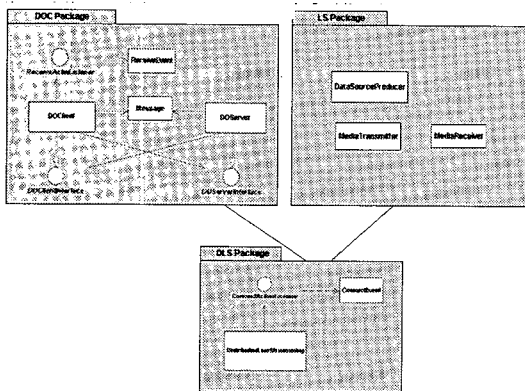 DOC Package
LS Package
ReceiveEvent
ReceiveActionListener
DataSourceProducer
DOClient
Message
DOServer
MediaTransmitter
MediaReceiver
DOClientInterface
DOServerInterface
DLS Package
ConnectEvent